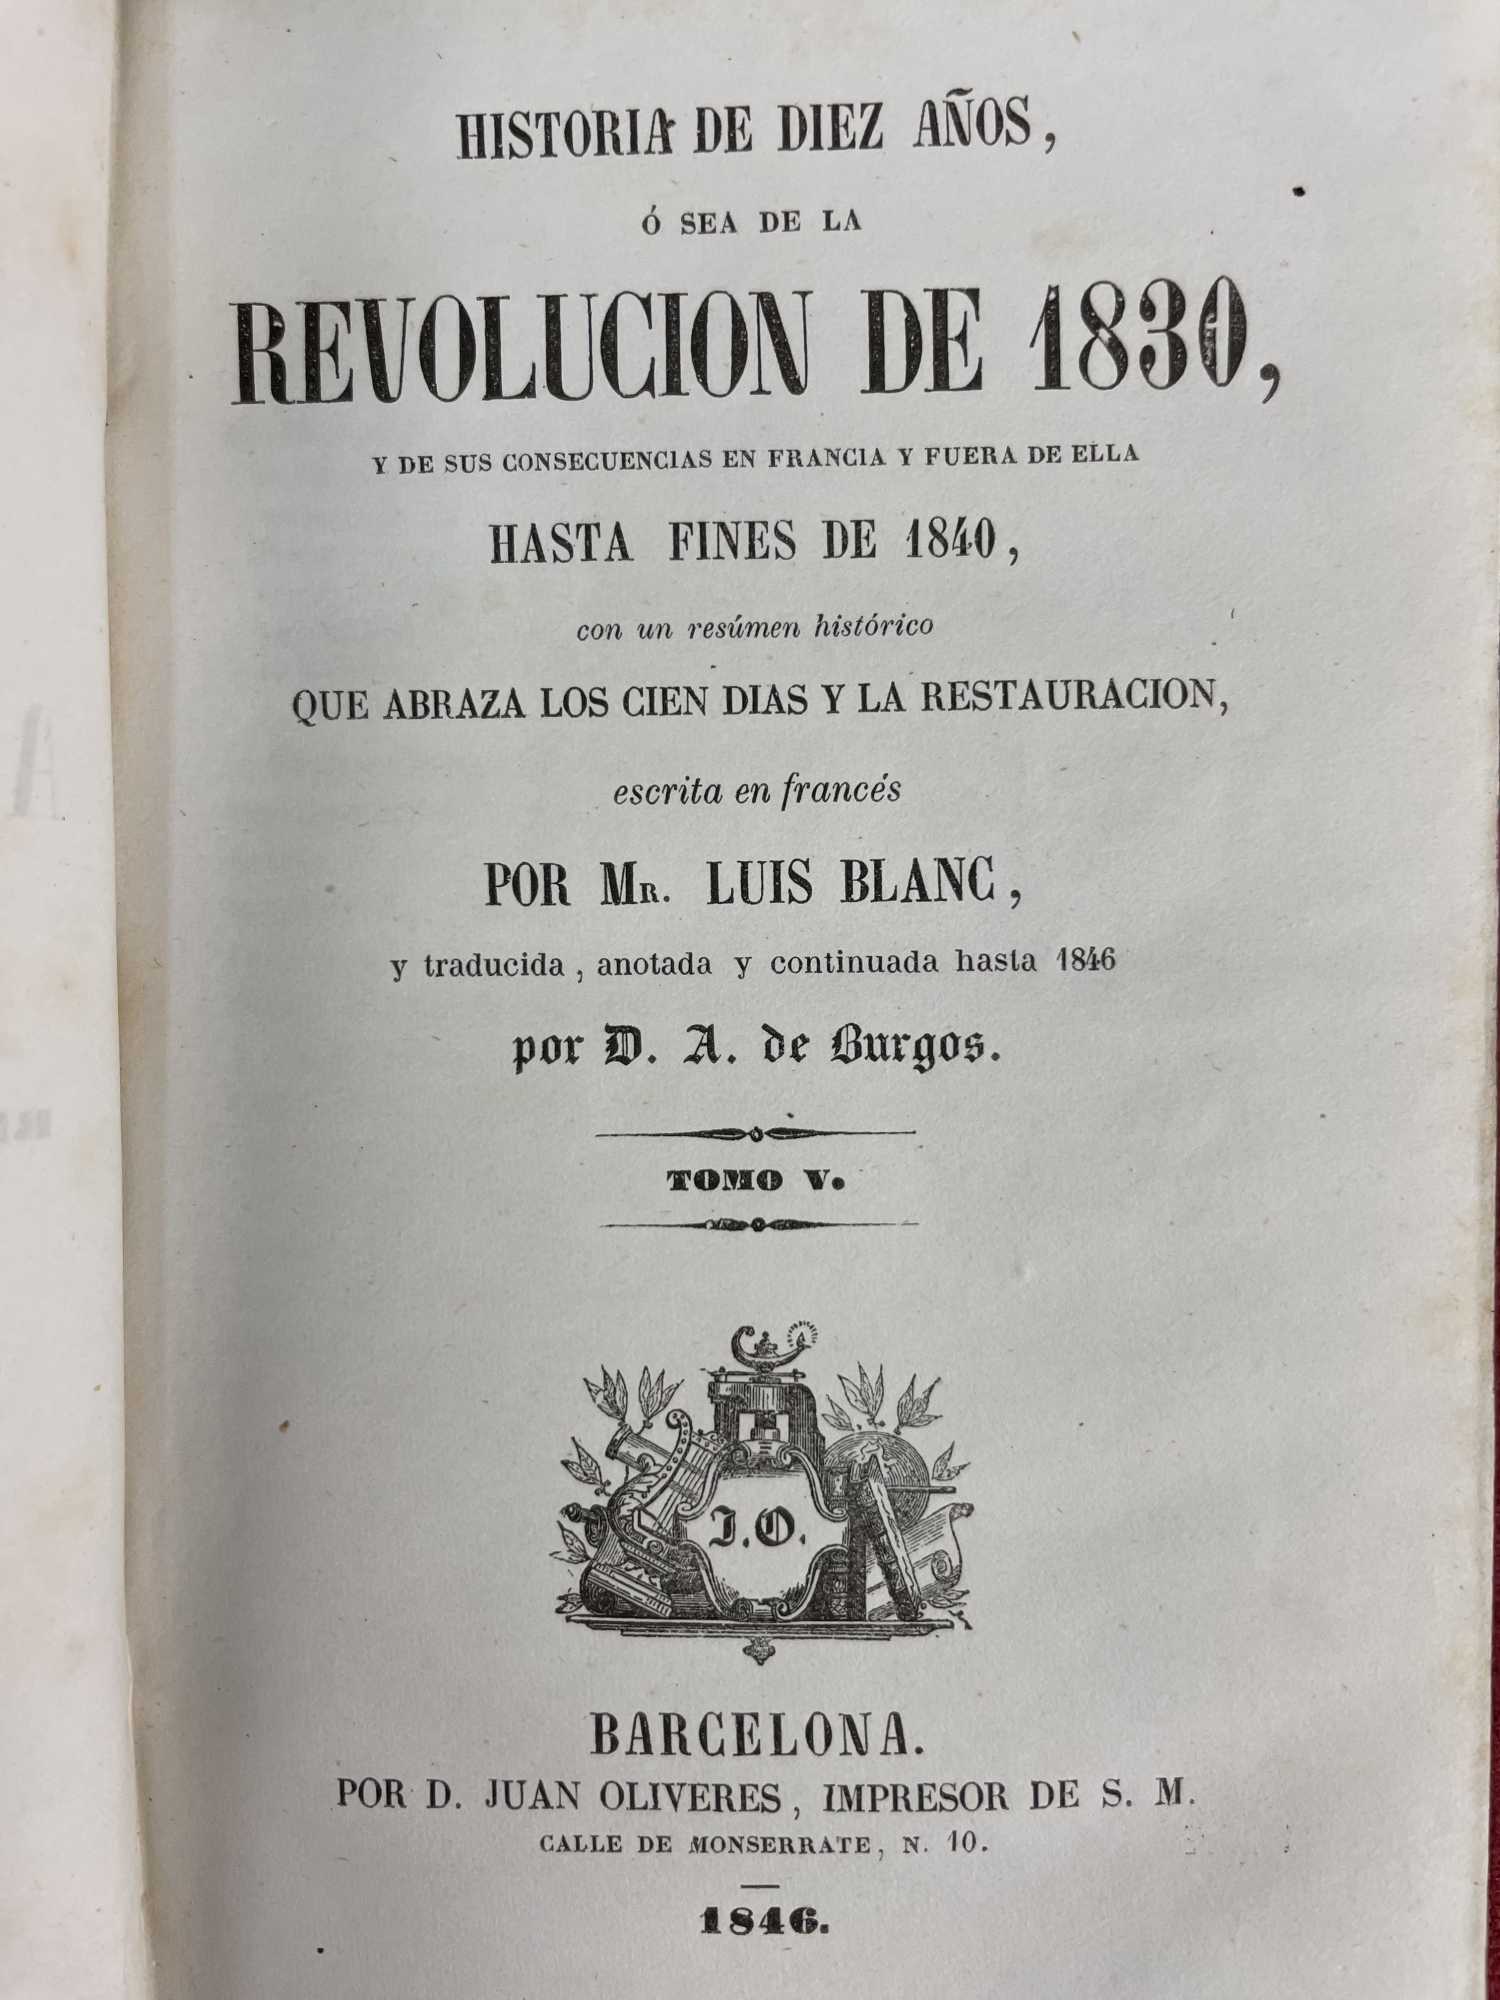 HISTORIA DE DIEZ AÑOS,
Ó SEA DE LA
REVOLUCION DE 1830,
Y DE SUS CONSECUENCIAS EN FRANCIA Y FUERA DE ELLA
HASTA FINES DE 1840,
con un resúmen histórico
QUE ABRAZA LOS CIEN DIAS Y LA RESTAURACION,
escrita en francés
POR MR. LUIS BLANC,
y traducida, anotada y continuada hasta 1846
por D. A. de Burgos.
TOMO V.
J.O.
BARCELONA.
POR D. JUAN OLIVERES, IMPRESOR DE S. M.
CALLE DE MONSERRATE, N. 10.
1846.